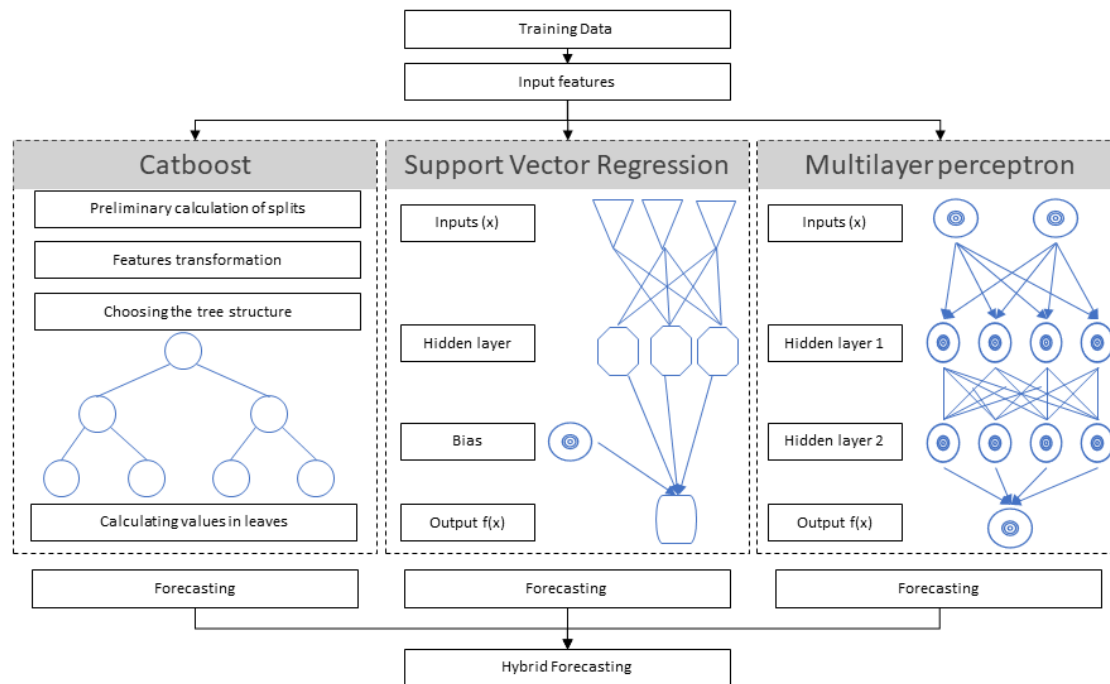 Training Data
Input features
Catboost
Preliminary calculation of splits
Features transformation
Choosing the tree structure
Calculating values in leaves
Support Vector Regression
Inputs (x)
Hidden layer
Bias
Output f(x)
Multilayer perceptron
Inputs (x)
Hidden layer 1
Hidden layer 2
Output f(x)
Forecasting
Forecasting
Forecasting
Hybrid Forecasting